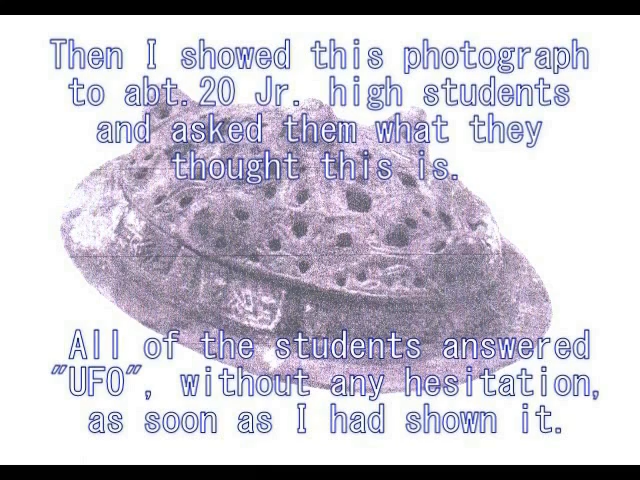 Then I showed this photograph
to abt.20 Jr. high students
and asked them what they
thought this is.
All of the students answered
"UFO", without any hesitation,
as soon as I had shown it.